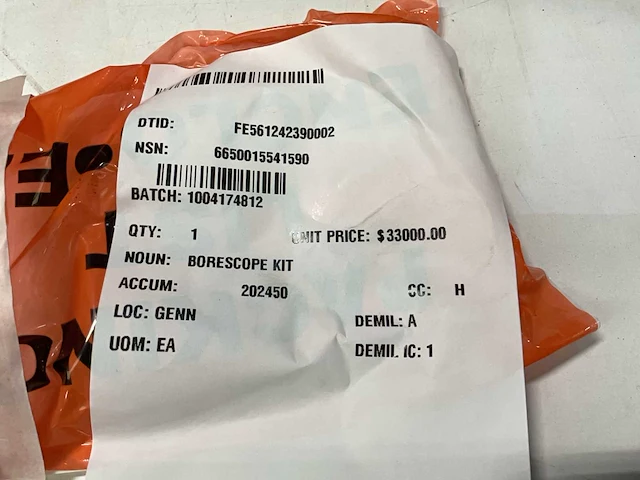 DTID: FE561242390002
NSN: 6650015541590
BATCH: 1004174812
QTY: 1 UNIT PRICE: $33000.00
NOUN: BORESCOPE KIT
ACCUM: 202450 CC: H
LOC: GENN DEMIL: A
UOM: EA DEMIL IC: 1